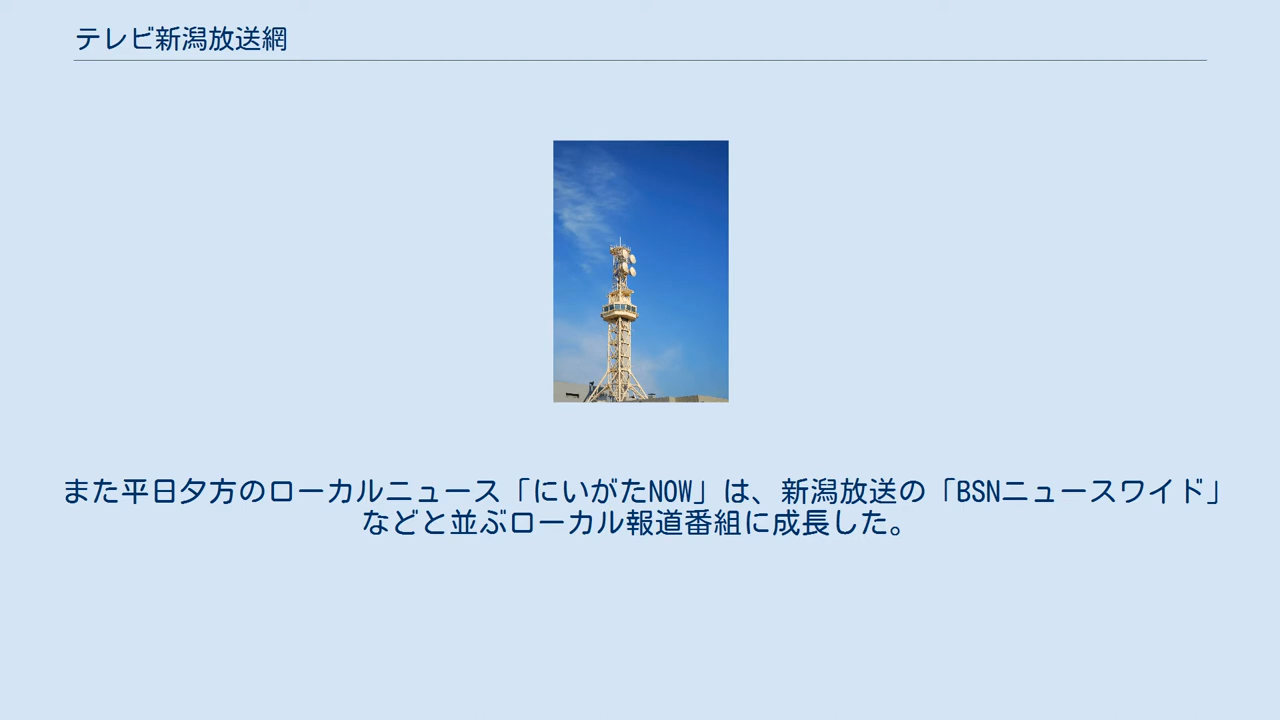 テレビ新潟放送網
また平日夕方のローカルニュース「にいがたNOW」は、新潟放送の「BSNニュースワイド」
などと並ぶローカル報道番組に成長した。